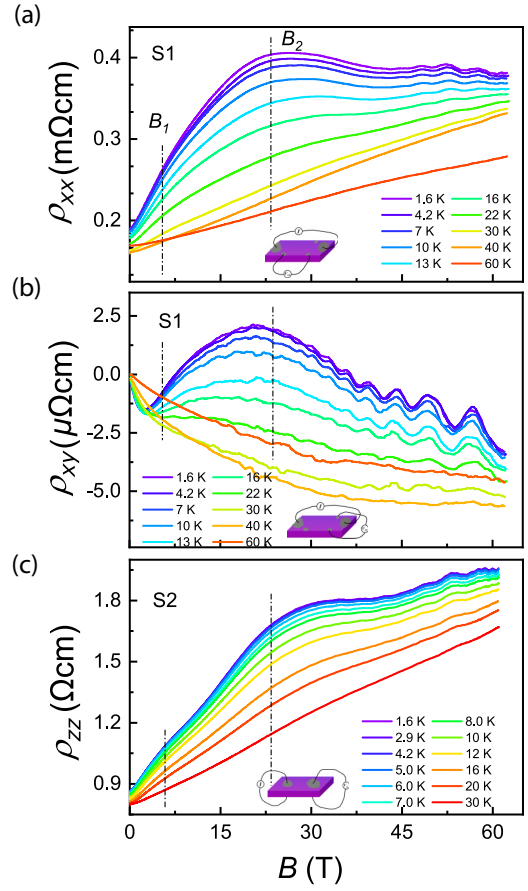 (a)
S1
B₁
B₂
ρxx (mΩcm)
0.4
0.3
0.2
1.6 K 16 K
4.2 K 22 K
7 K 30 K
10 K 40 K
13 K 60 K
(b)
S1
ρxy (μΩcm)
2.5
0.0
-2.5
-5.0
1.6 K 16 K
4.2 K 22 K
7 K 30 K
10 K 40 K
13 K 60 K
(c)
S2
ρzz (Ωcm)
1.8
1.5
1.2
0.9
1.6 K 8.0 K
2.9 K 10 K
4.2 K 12 K
5.0 K 16 K
6.0 K 20 K
7.0 K 30 K
0 15 30 45 60
B (T)